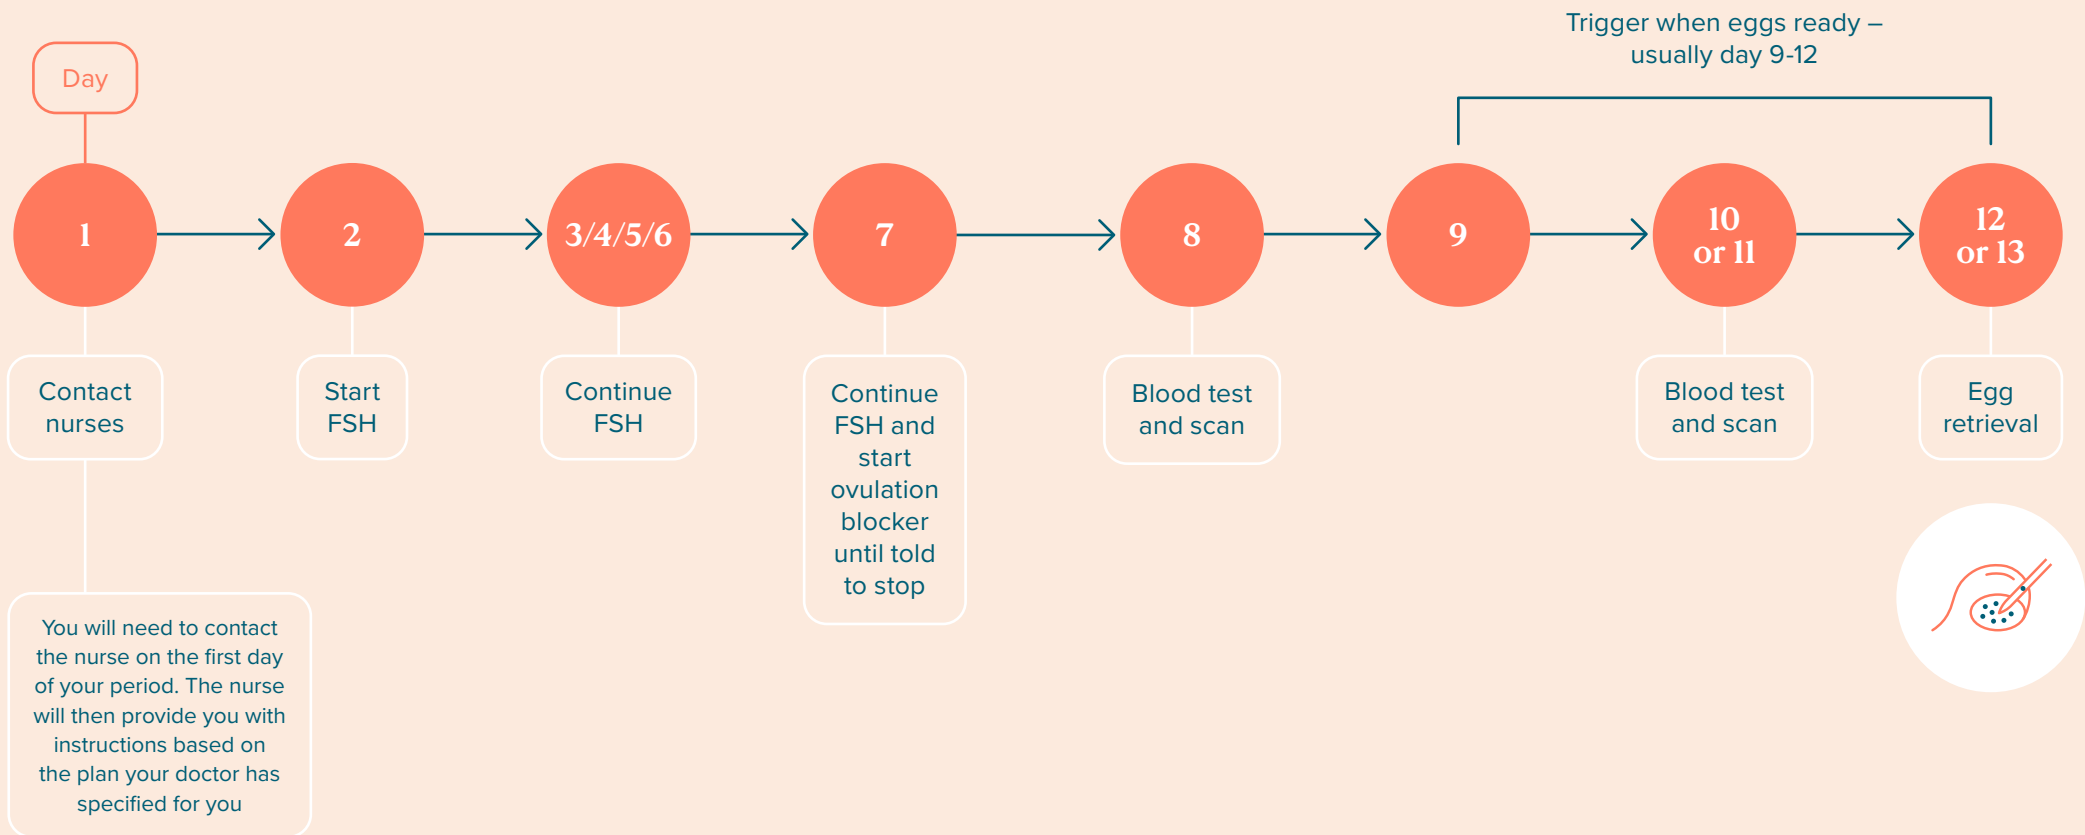 Trigger when eggs ready –
usually day 9-12
Day
1
2
3/4/5/6
7
8
9
10
or 11
12
or 13
Contact
nurses
Start
FSH
Continue
FSH
Continue
FSH and
start
ovulation
blocker
until told
to stop
Blood test
and scan
Blood test
and scan
Egg
retrieval
You will need to contact
the nurse on the first day
of your period. The nurse
will then provide you with
instructions based on
the plan your doctor has
specified for you